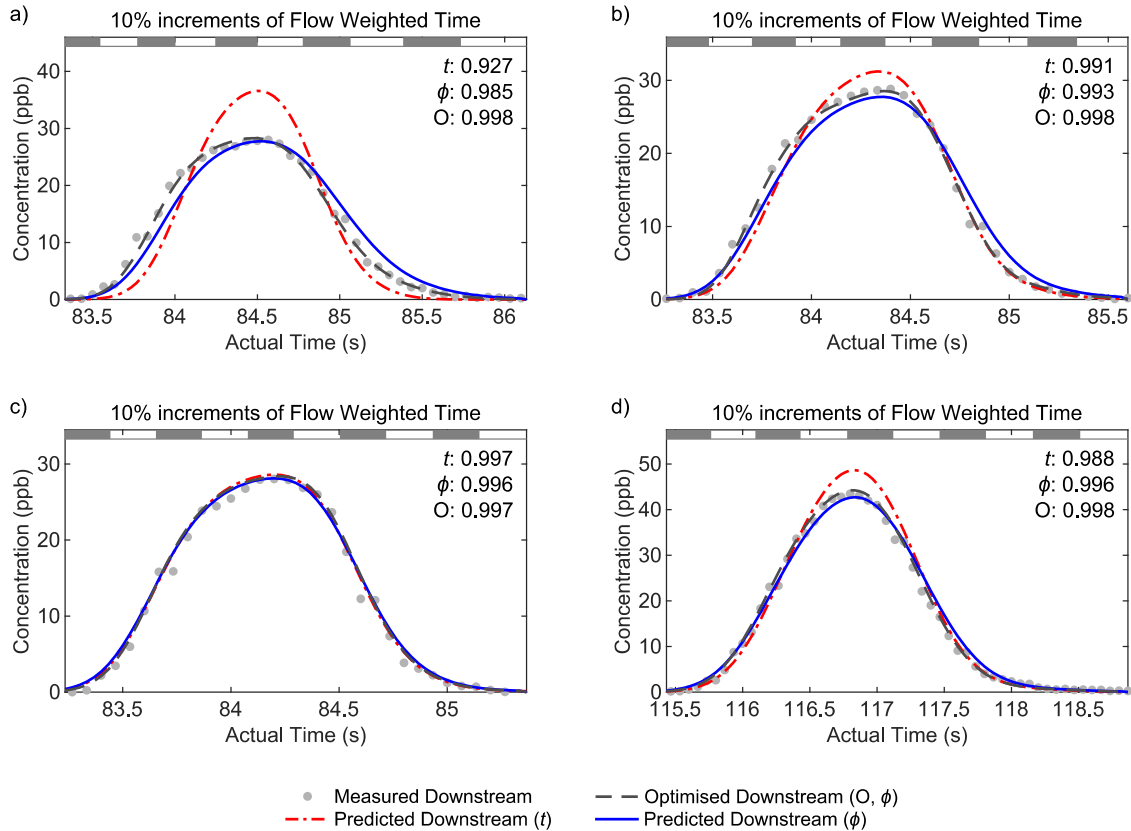 a)
10% increments of Flow Weighted Time
t: 0.927
ϕ: 0.985
O: 0.998
40
30
20
10
0
Concentration (ppb)
83.5 84 84.5 85 85.5 86
Actual Time (s)
b)
10% increments of Flow Weighted Time
t: 0.991
ϕ: 0.993
O: 0.998
30
20
10
0
Concentration (ppb)
83.5 84 84.5 85 85.5
Actual Time (s)
c)
10% increments of Flow Weighted Time
t: 0.997
ϕ: 0.996
O: 0.997
30
20
10
0
Concentration (ppb)
83.5 84 84.5 85
Actual Time (s)
d)
10% increments of Flow Weighted Time
t: 0.988
ϕ: 0.996
O: 0.998
50
40
30
20
10
0
Concentration (ppb)
115.5 116 116.5 117 117.5 118 118.5
Actual Time (s)
Measured Downstream
Optimised Downstream (O, ϕ)
Predicted Downstream (t)
Predicted Downstream (ϕ)